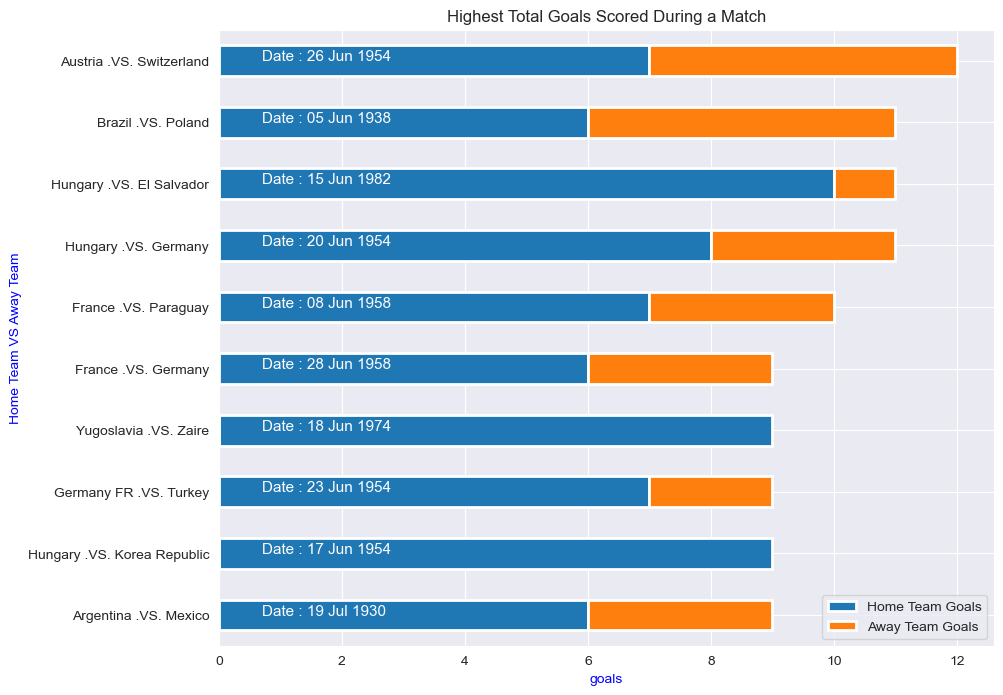 Highest Total Goals Scored During a Match
Home Team VS Away Team
Austria .VS. Switzerland
Date : 26 Jun 1954
Brazil .VS. Poland
Date : 05 Jun 1938
Hungary .VS. El Salvador
Date : 15 Jun 1982
Hungary .VS. Germany
Date : 20 Jun 1954
France .VS. Paraguay
Date : 08 Jun 1958
France .VS. Germany
Date : 28 Jun 1958
Yugoslavia .VS. Zaire
Date : 18 Jun 1974
Germany FR .VS. Turkey
Date : 23 Jun 1954
Hungary .VS. Korea Republic
Date : 17 Jun 1954
Argentina .VS. Mexico
Date : 19 Jul 1930
Home Team Goals
Away Team Goals
0 2 4 6 8 10 12
goals